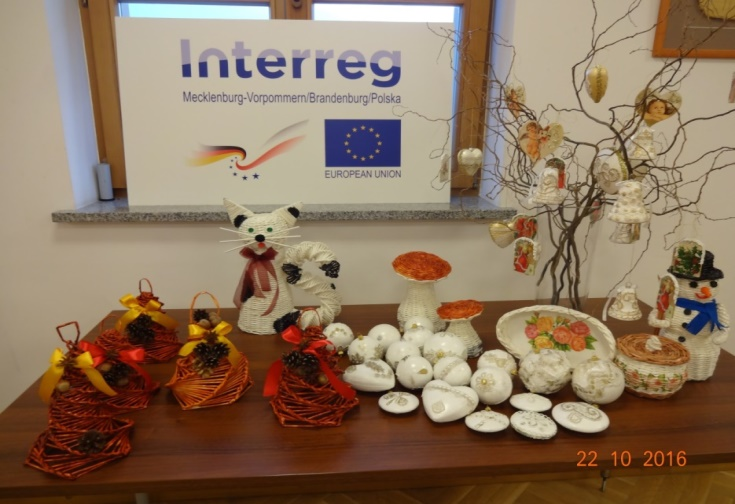 Interreg
Mecklenburg-Vorpommern/Brandenburg/Polska
EUROPEAN UNION
22 10 2016